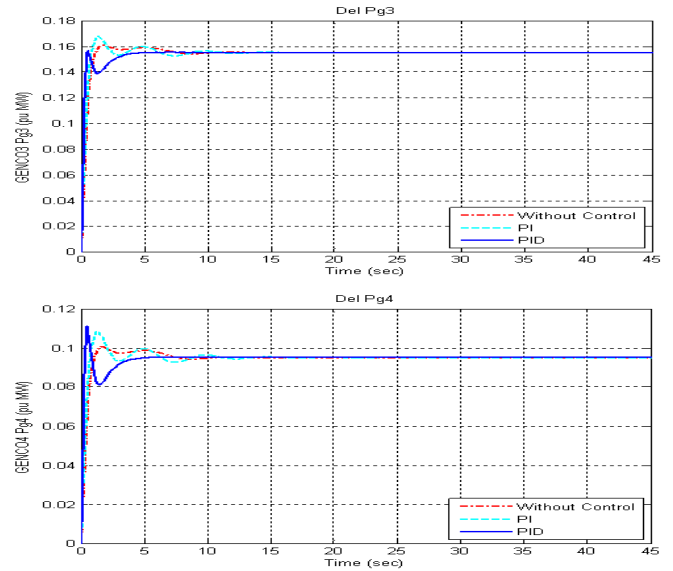 Del Pg3
GENCO3 Pg3 (pu MW)
0.18
0.16
0.14
0.12
0.1
0.08
0.06
0.04
0.02
0
0 5 10 15 20 25 30 35 40 45
Time (sec)
Without Control
PI
PID
Del Pg4
GENCO4 Pg4 (pu MW)
0.12
0.1
0.08
0.06
0.04
0.02
0
0 5 10 15 20 25 30 35 40 45
Time (sec)
Without Control
PI
PID